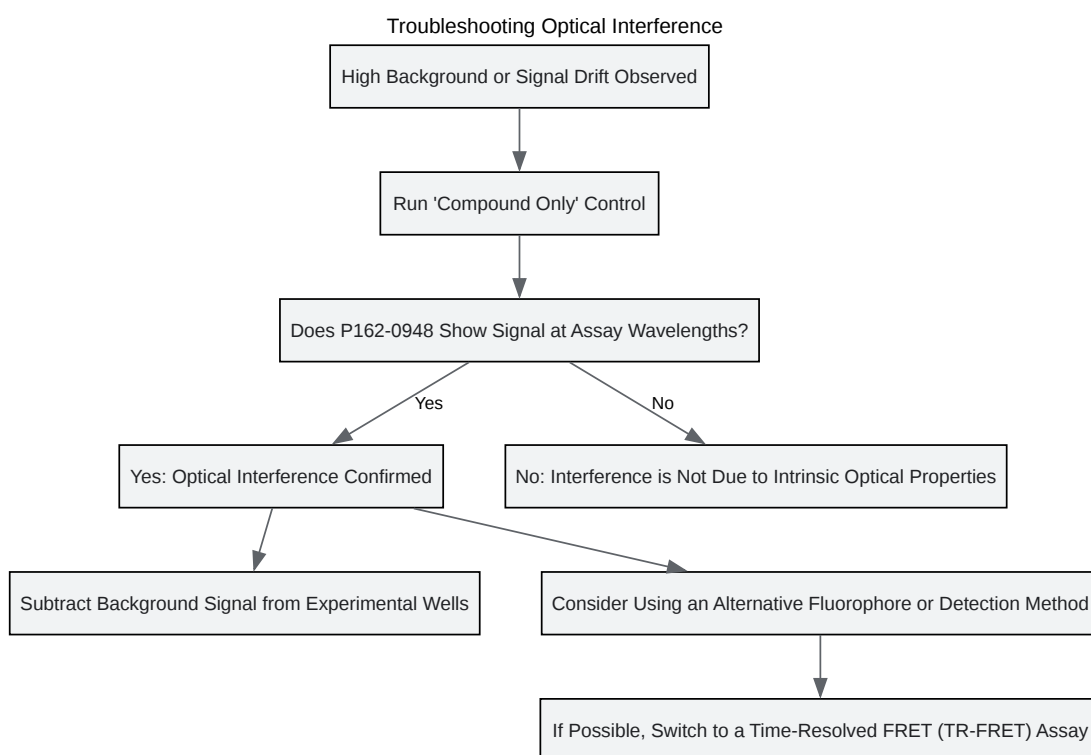 Troubleshooting Optical Interference
High Background or Signal Drift Observed
Run 'Compound Only' Control
Does P162-0948 Show Signal at Assay Wavelengths?
Yes
No
Yes: Optical Interference Confirmed
No: Interference is Not Due to Intrinsic Optical Properties
Subtract Background Signal from Experimental Wells
Consider Using an Alternative Fluorophore or Detection Method
If Possible, Switch to a Time-Resolved FRET (TR-FRET) Assay